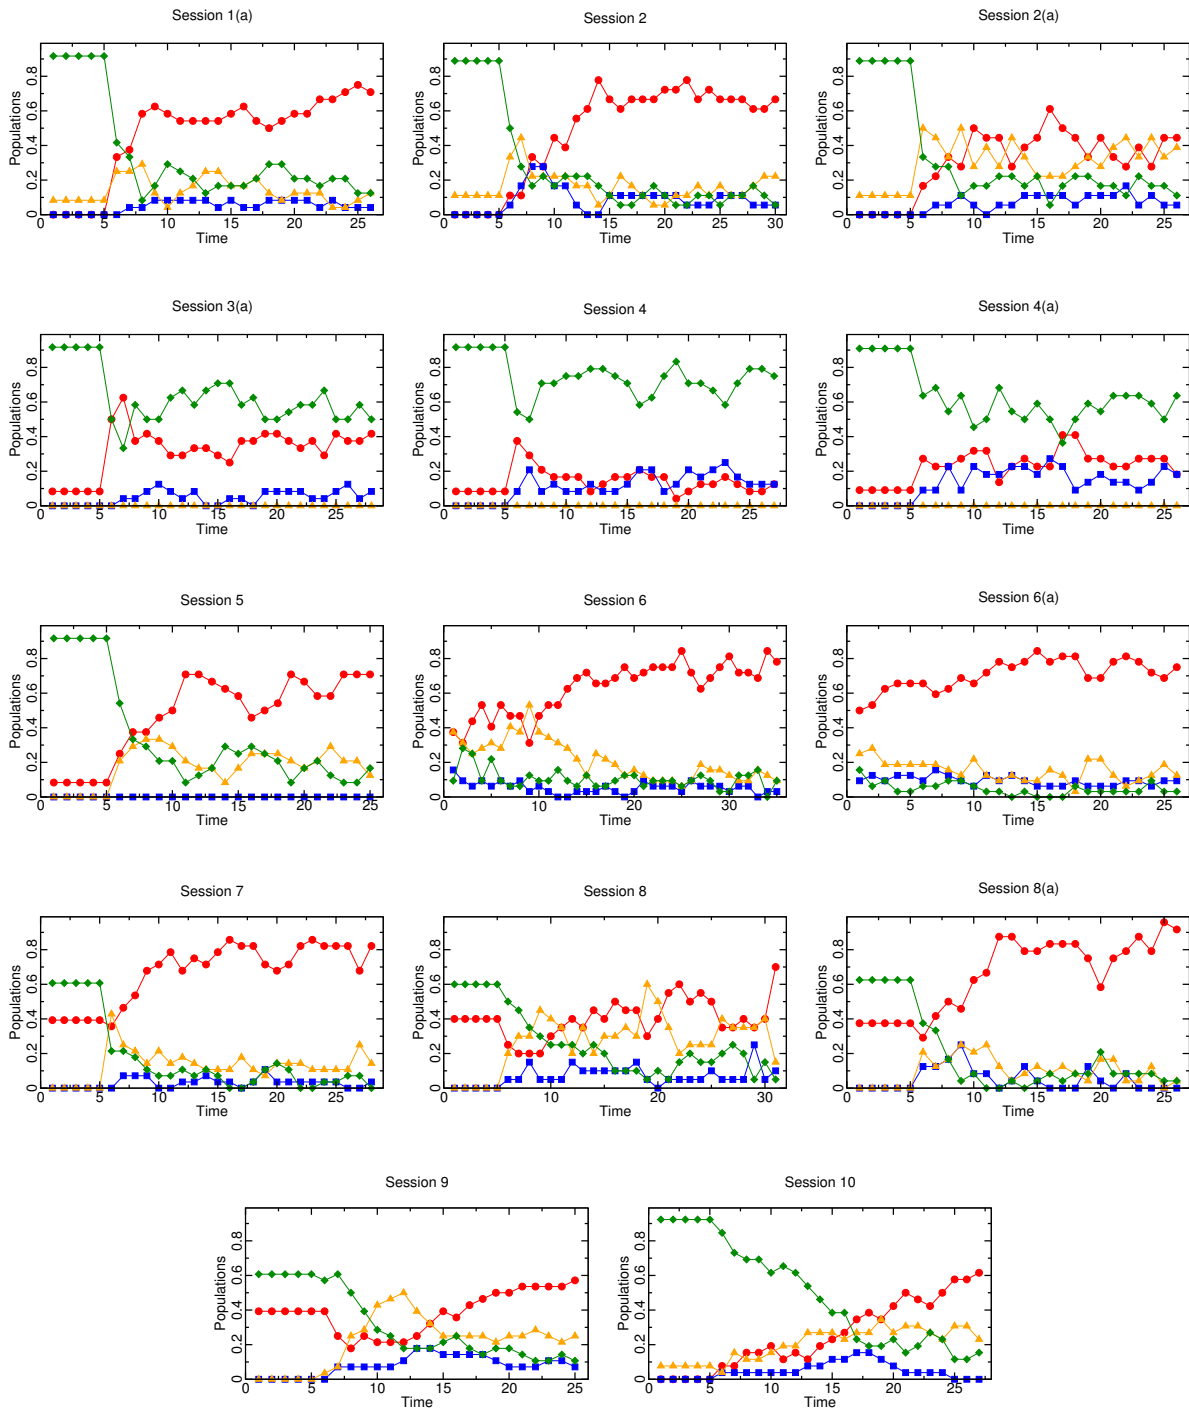 Session 1(a)
Session 2
Session 2(a)
Populations
0 0.2 0.4 0.6 0.8
0 5 10 15 20 25
Time
Populations
0 0.2 0.4 0.6 0.8
0 5 10 15 20 25 30
Time
Populations
0 0.2 0.4 0.6 0.8
0 5 10 15 20 25
Time
Session 3(a)
Session 4
Session 4(a)
Populations
0 0.2 0.4 0.6 0.8
0 5 10 15 20 25
Time
Populations
0 0.2 0.4 0.6 0.8
0 5 10 15 20 25
Time
Populations
0 0.2 0.4 0.6 0.8
0 5 10 15 20 25
Time
Session 5
Session 6
Session 6(a)
Populations
0 0.2 0.4 0.6 0.8
0 5 10 15 20 25
Time
Populations
0 0.2 0.4 0.6 0.8
0 10 20 30
Time
Populations
0 0.2 0.4 0.6 0.8
0 5 10 15 20 25
Time
Session 7
Session 8
Session 8(a)
Populations
0 0.2 0.4 0.6 0.8
0 5 10 15 20 25
Time
Populations
0 0.2 0.4 0.6 0.8
0 10 20 30
Time
Populations
0 0.2 0.4 0.6 0.8
0 5 10 15 20 25
Time
Session 9
Session 10
Populations
0 0.2 0.4 0.6 0.8
0 5 10 15 20 25
Time
Populations
0 0.2 0.4 0.6 0.8
0 5 10 15 20 25
Time